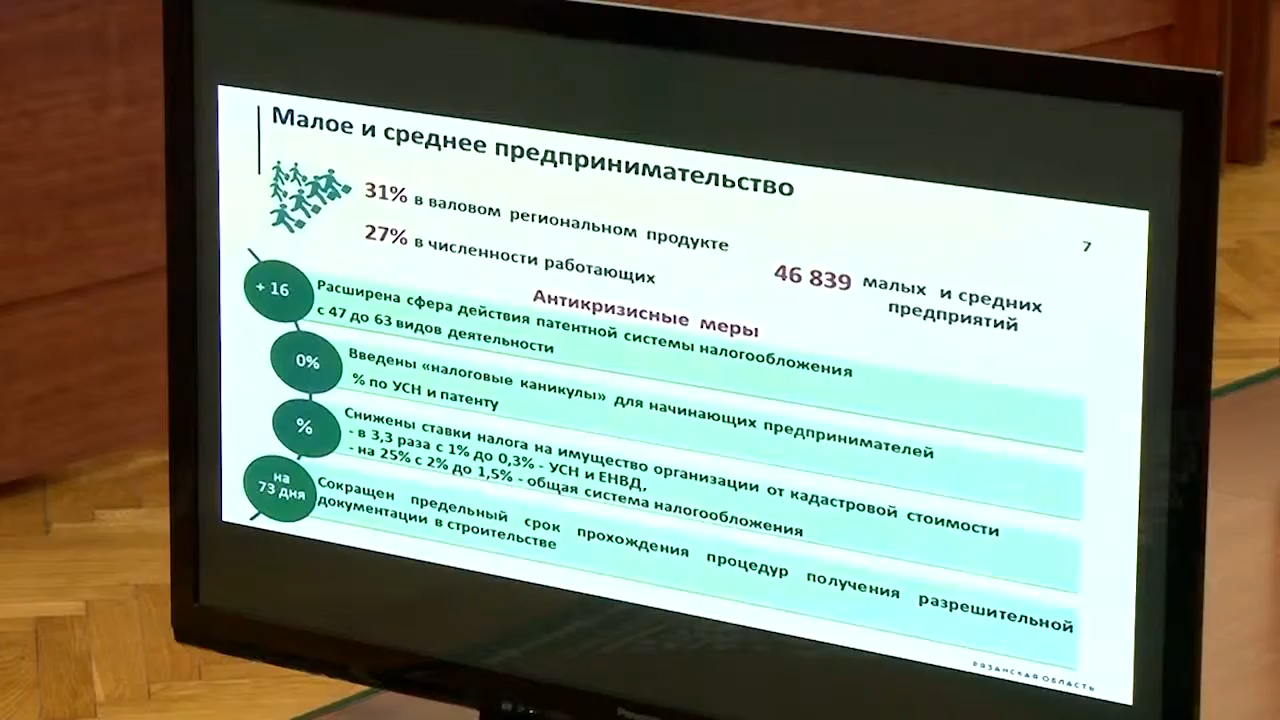 Малое и среднее предпринимательство
31% в валовом региональном продукте
7
27% в численности работающих
46 839 малых и средних
предприятий
Антикризисные меры
+ 16
Расширена сфера действия патентной системы налогообложения
с 47 до 63 видов деятельности
0%
Введены «налоговые каникулы» для начинающих предпринимателей
% по УСН и патенту
%
Снижены ставки налога на имущество организации от кадастровой стоимости
- в 3,3 раза с 1% до 0,3% - УСН и ЕНВД,
- на 25% с 2% до 1,5% - общая система налогообложения
на
73 дня
Сокращен предельный срок прохождения процедур получения разрешительной
документации в строительстве
РЯЗАНСКАЯ ОБЛАСТЬ